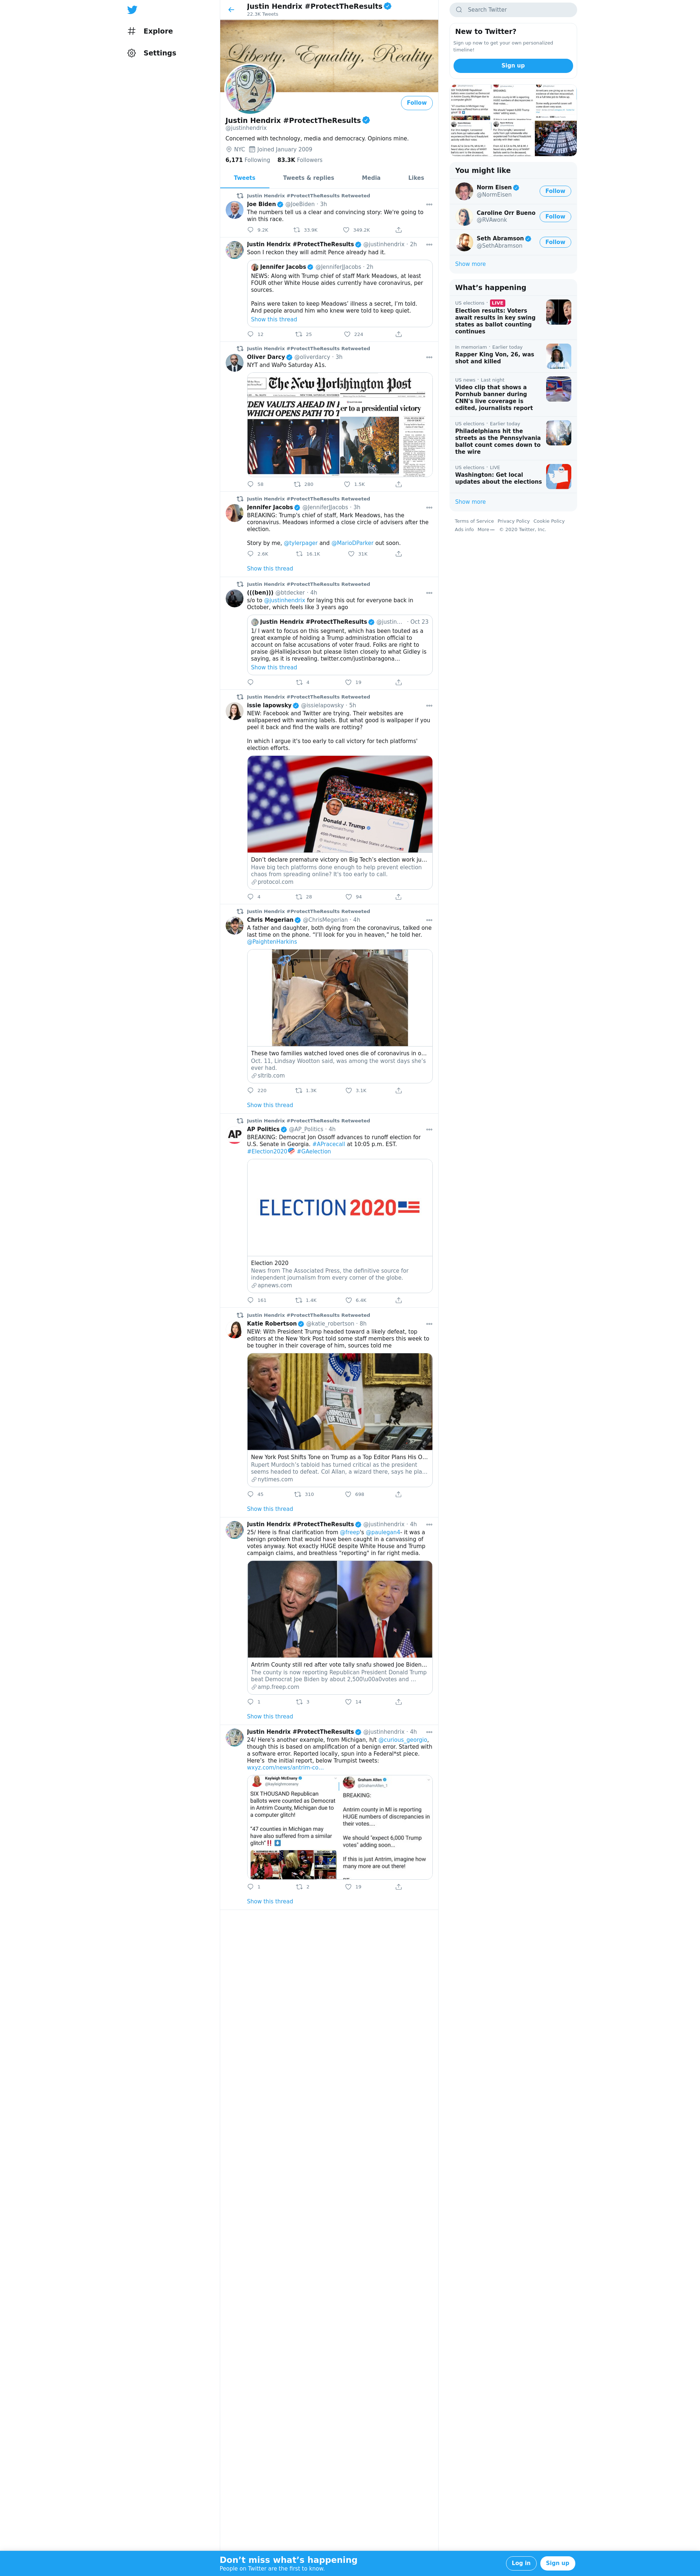 Explore
Settings
Justin Hendrix #ProtectTheResults
22.3K Tweets
Liberty, Equality, Reality
Follow
Justin Hendrix #ProtectTheResults
@justinhendrix
Concerned with technology, media and democracy. Opinions mine.
NYC Joined January 2009
6,171 Following 83.3K Followers
Tweets Tweets & replies Media Likes
Justin Hendrix #ProtectTheResults Retweeted
Joe Biden @JoeBiden · 3h
The numbers tell us a clear and convincing story: We're going to
win this race.
9.2K 33.9K 349.2K
Justin Hendrix #ProtectTheResults @justinhendrix · 2h
Soon I reckon they will admit Pence already had it.
Jennifer Jacobs @JenniferJJacobs · 2h
NEWS: Along with Trump chief of staff Mark Meadows, at least
FOUR other White House aides currently have coronavirus, per
sources.
Pains were taken to keep Meadows' illness a secret, I'm told.
And people around him who knew were told to keep quiet.
Show this thread
12 25 224
Justin Hendrix #ProtectTheResults Retweeted
Oliver Darcy @oliverdarcy · 3h
NYT and WaPo Saturday A1s.
The New York
hington Post
DEN VAULTS AHEAD IN
WHICH OPENS PATH TO
er to a presidential victory
58 280 1.5K
Justin Hendrix #ProtectTheResults Retweeted
Jennifer Jacobs @JenniferJJacobs · 3h
BREAKING: Trump's chief of staff, Mark Meadows, has the
coronavirus. Meadows informed a close circle of advisers after the
election.
Story by me, @tylerpager and @MarioDParker out soon.
2.6K 16.1K 31K
Show this thread
Justin Hendrix #ProtectTheResults Retweeted
(((ben))) @btdecker · 4h
s/o to @justinhendrix for laying this out for everyone back in
October, which feels like 3 years ago
Justin Hendrix #ProtectTheResults @justin… · Oct 23
1/ I want to focus on this segment, which has been touted as a
great example of holding a Trump administration official to
account on false accusations of voter fraud. Folks are right to
praise @HallieJackson but please listen closely to what Gidley is
saying, as it is revealing. twitter.com/justinbaragona…
Show this thread
4 19
Justin Hendrix #ProtectTheResults Retweeted
issie lapowsky @issielapowsky · 5h
NEW: Facebook and Twitter are trying. Their websites are
wallpapered with warning labels. But what good is wallpaper if you
peel it back and find the walls are rotting?
In which I argue it's too early to call victory for tech platforms'
election efforts.
Donald J. Trump
Don't declare premature victory on Big Tech's election work ju...
Have big tech platforms done enough to help prevent election
chaos from spreading online? It's too early to call.
protocol.com
4 28 94
Justin Hendrix #ProtectTheResults Retweeted
Chris Megerian @ChrisMegerian · 4h
A father and daughter, both dying from the coronavirus, talked one
last time on the phone. "I'll look for you in heaven," he told her.
@PaightenHarkins
These two families watched loved ones die of coronavirus in o...
Oct. 11, Lindsay Wootton said, was among the worst days she's
ever had.
sltrib.com
220 1.3K 3.1K
Show this thread
Justin Hendrix #ProtectTheResults Retweeted
AP
AP Politics @AP_Politics · 4h
BREAKING: Democrat Jon Ossoff advances to runoff election for
U.S. Senate in Georgia. #APracecall at 10:05 p.m. EST.
#Election2020 #GAelection
ELECTION 2020
Election 2020
News from The Associated Press, the definitive source for
independent journalism from every corner of the globe.
apnews.com
161 1.4K 6.4K
Justin Hendrix #ProtectTheResults Retweeted
Katie Robertson @katie_robertson · 8h
NEW: With President Trump headed toward a likely defeat, top
editors at the New York Post told some staff members this week to
be tougher in their coverage of him, sources told me
New York Post Shifts Tone on Trump as a Top Editor Plans His O...
Rupert Murdoch's tabloid has turned critical as the president
seems headed to defeat. Col Allan, a wizard there, says he pla...
nytimes.com
45 310 698
Show this thread
Justin Hendrix #ProtectTheResults @justinhendrix · 4h
25/ Here is final clarification from @freep's @paulegan4- it was a
benign problem that would have been caught in a canvassing of
votes anyway. Not exactly HUGE despite White House and Trump
campaign claims, and breathless "reporting" in far right media.
Antrim County still red after vote tally snafu showed Joe Biden...
The county is now reporting Republican President Donald Trump
beat Democrat Joe Biden by about 2,500\u00a0votes and ...
amp.freep.com
1 3 14
Show this thread
Justin Hendrix #ProtectTheResults @justinhendrix · 4h
24/ Here's another example, from Michigan, h/t @curious_georgio,
though this is based on amplification of a benign error. Started with
a software error. Reported locally, spun into a Federal*st piece.
Here's the initial report, below Trumpist tweets:
wxyz.com/news/antrim-co...
Kayleigh McEnany
@kayleighmcenany
SIX THOUSAND Republican
ballots were counted as Democrat
in Antrim County, Michigan due to
a computer glitch!
"47 counties in Michigan may
have also suffered from a similar
glitch"
Graham Allen
@GrahamAllen_1
BREAKING:
Antrim county in MI is reporting
HUGE numbers of discrepancies in
their votes....
We should "expect 6,000 Trump
votes" adding soon...
If this is just Antrim, imagine how
many more are out there!
1 1 19
Show this thread
Search Twitter
New to Twitter?
Sign up now to get your own personalized
timeline!
Sign up
You might like
Norm Eisen
@NormEisen
Follow
Caroline Orr Bueno
@RVAwonk
Follow
Seth Abramson
@SethAbramson
Follow
Show more
What's happening
US elections · LIVE
Election results: Voters
await results in key swing
states as ballot counting
continues
In memoriam · Earlier today
Rapper King Von, 26, was
shot and killed
US news · Last night
Video clip that shows a
Pornhub banner during
CNN's live coverage is
edited, journalists report
US elections · Earlier today
Philadelphians hit the
streets as the Pennsylvania
ballot count comes down to
the wire
US elections · LIVE
Washington: Get local
updates about the elections
Show more
Terms of Service Privacy Policy Cookie Policy
Ads info More © 2020 Twitter, Inc.
Don't miss what's happening
People on Twitter are the first to know.
Log in Sign up